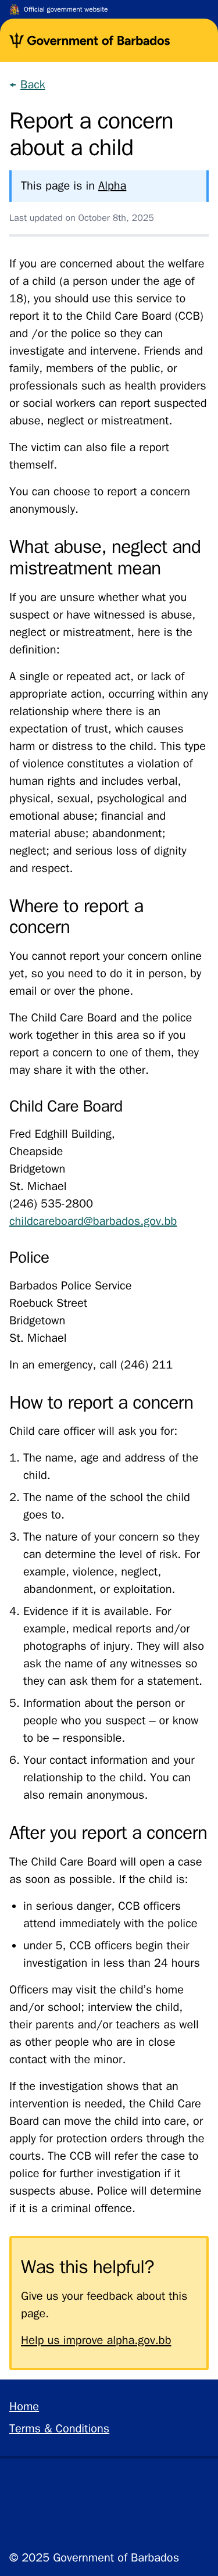 Official government website
Government of Barbados
← Back
Report a concern
about a child
This page is in Alpha
Last updated on October 8th, 2025
If you are concerned about the welfare
of a child (a person under the age of
18), you should use this service to
report it to the Child Care Board (CCB)
and /or the police so they can
investigate and intervene. Friends and
family, members of the public, or
professionals such as health providers
or social workers can report suspected
abuse, neglect or mistreatment.
The victim can also file a report
themself.
You can choose to report a concern
anonymously.
What abuse, neglect and
mistreatment mean
If you are unsure whether what you
suspect or have witnessed is abuse,
neglect or mistreatment, here is the
definition:
A single or repeated act, or lack of
appropriate action, occurring within any
relationship where there is an
expectation of trust, which causes
harm or distress to the child. This type
of violence constitutes a violation of
human rights and includes verbal,
physical, sexual, psychological and
emotional abuse; financial and
material abuse; abandonment;
neglect; and serious loss of dignity
and respect.
Where to report a
concern
You cannot report your concern online
yet, so you need to do it in person, by
email or over the phone.
The Child Care Board and the police
work together in this area so if you
report a concern to one of them, they
may share it with the other.
Child Care Board
Fred Edghill Building,
Cheapside
Bridgetown
St. Michael
(246) 535-2800
childcareboard@barbados.gov.bb
Police
Barbados Police Service
Roebuck Street
Bridgetown
St. Michael
In an emergency, call (246) 211
How to report a concern
Child care officer will ask you for:
1. The name, age and address of the
child.
2. The name of the school the child
goes to.
3. The nature of your concern so they
can determine the level of risk. For
example, violence, neglect,
abandonment, or exploitation.
4. Evidence if it is available. For
example, medical reports and/or
photographs of injury. They will also
ask the name of any witnesses so
they can ask them for a statement.
5. Information about the person or
people who you suspect – or know
to be – responsible.
6. Your contact information and your
relationship to the child. You can
also remain anonymous.
After you report a concern
The Child Care Board will open a case
as soon as possible. If the child is:
• in serious danger, CCB officers
attend immediately with the police
• under 5, CCB officers begin their
investigation in less than 24 hours
Officers may visit the child's home
and/or school; interview the child,
their parents and/or teachers as well
as other people who are in close
contact with the minor.
If the investigation shows that an
intervention is needed, the Child Care
Board can move the child into care, or
apply for protection orders through the
courts. The CCB will refer the case to
police for further investigation if it
suspects abuse. Police will determine
if it is a criminal offence.
Was this helpful?
Give us your feedback about this
page.
Help us improve alpha.gov.bb
Home
Terms & Conditions
© 2025 Government of Barbados